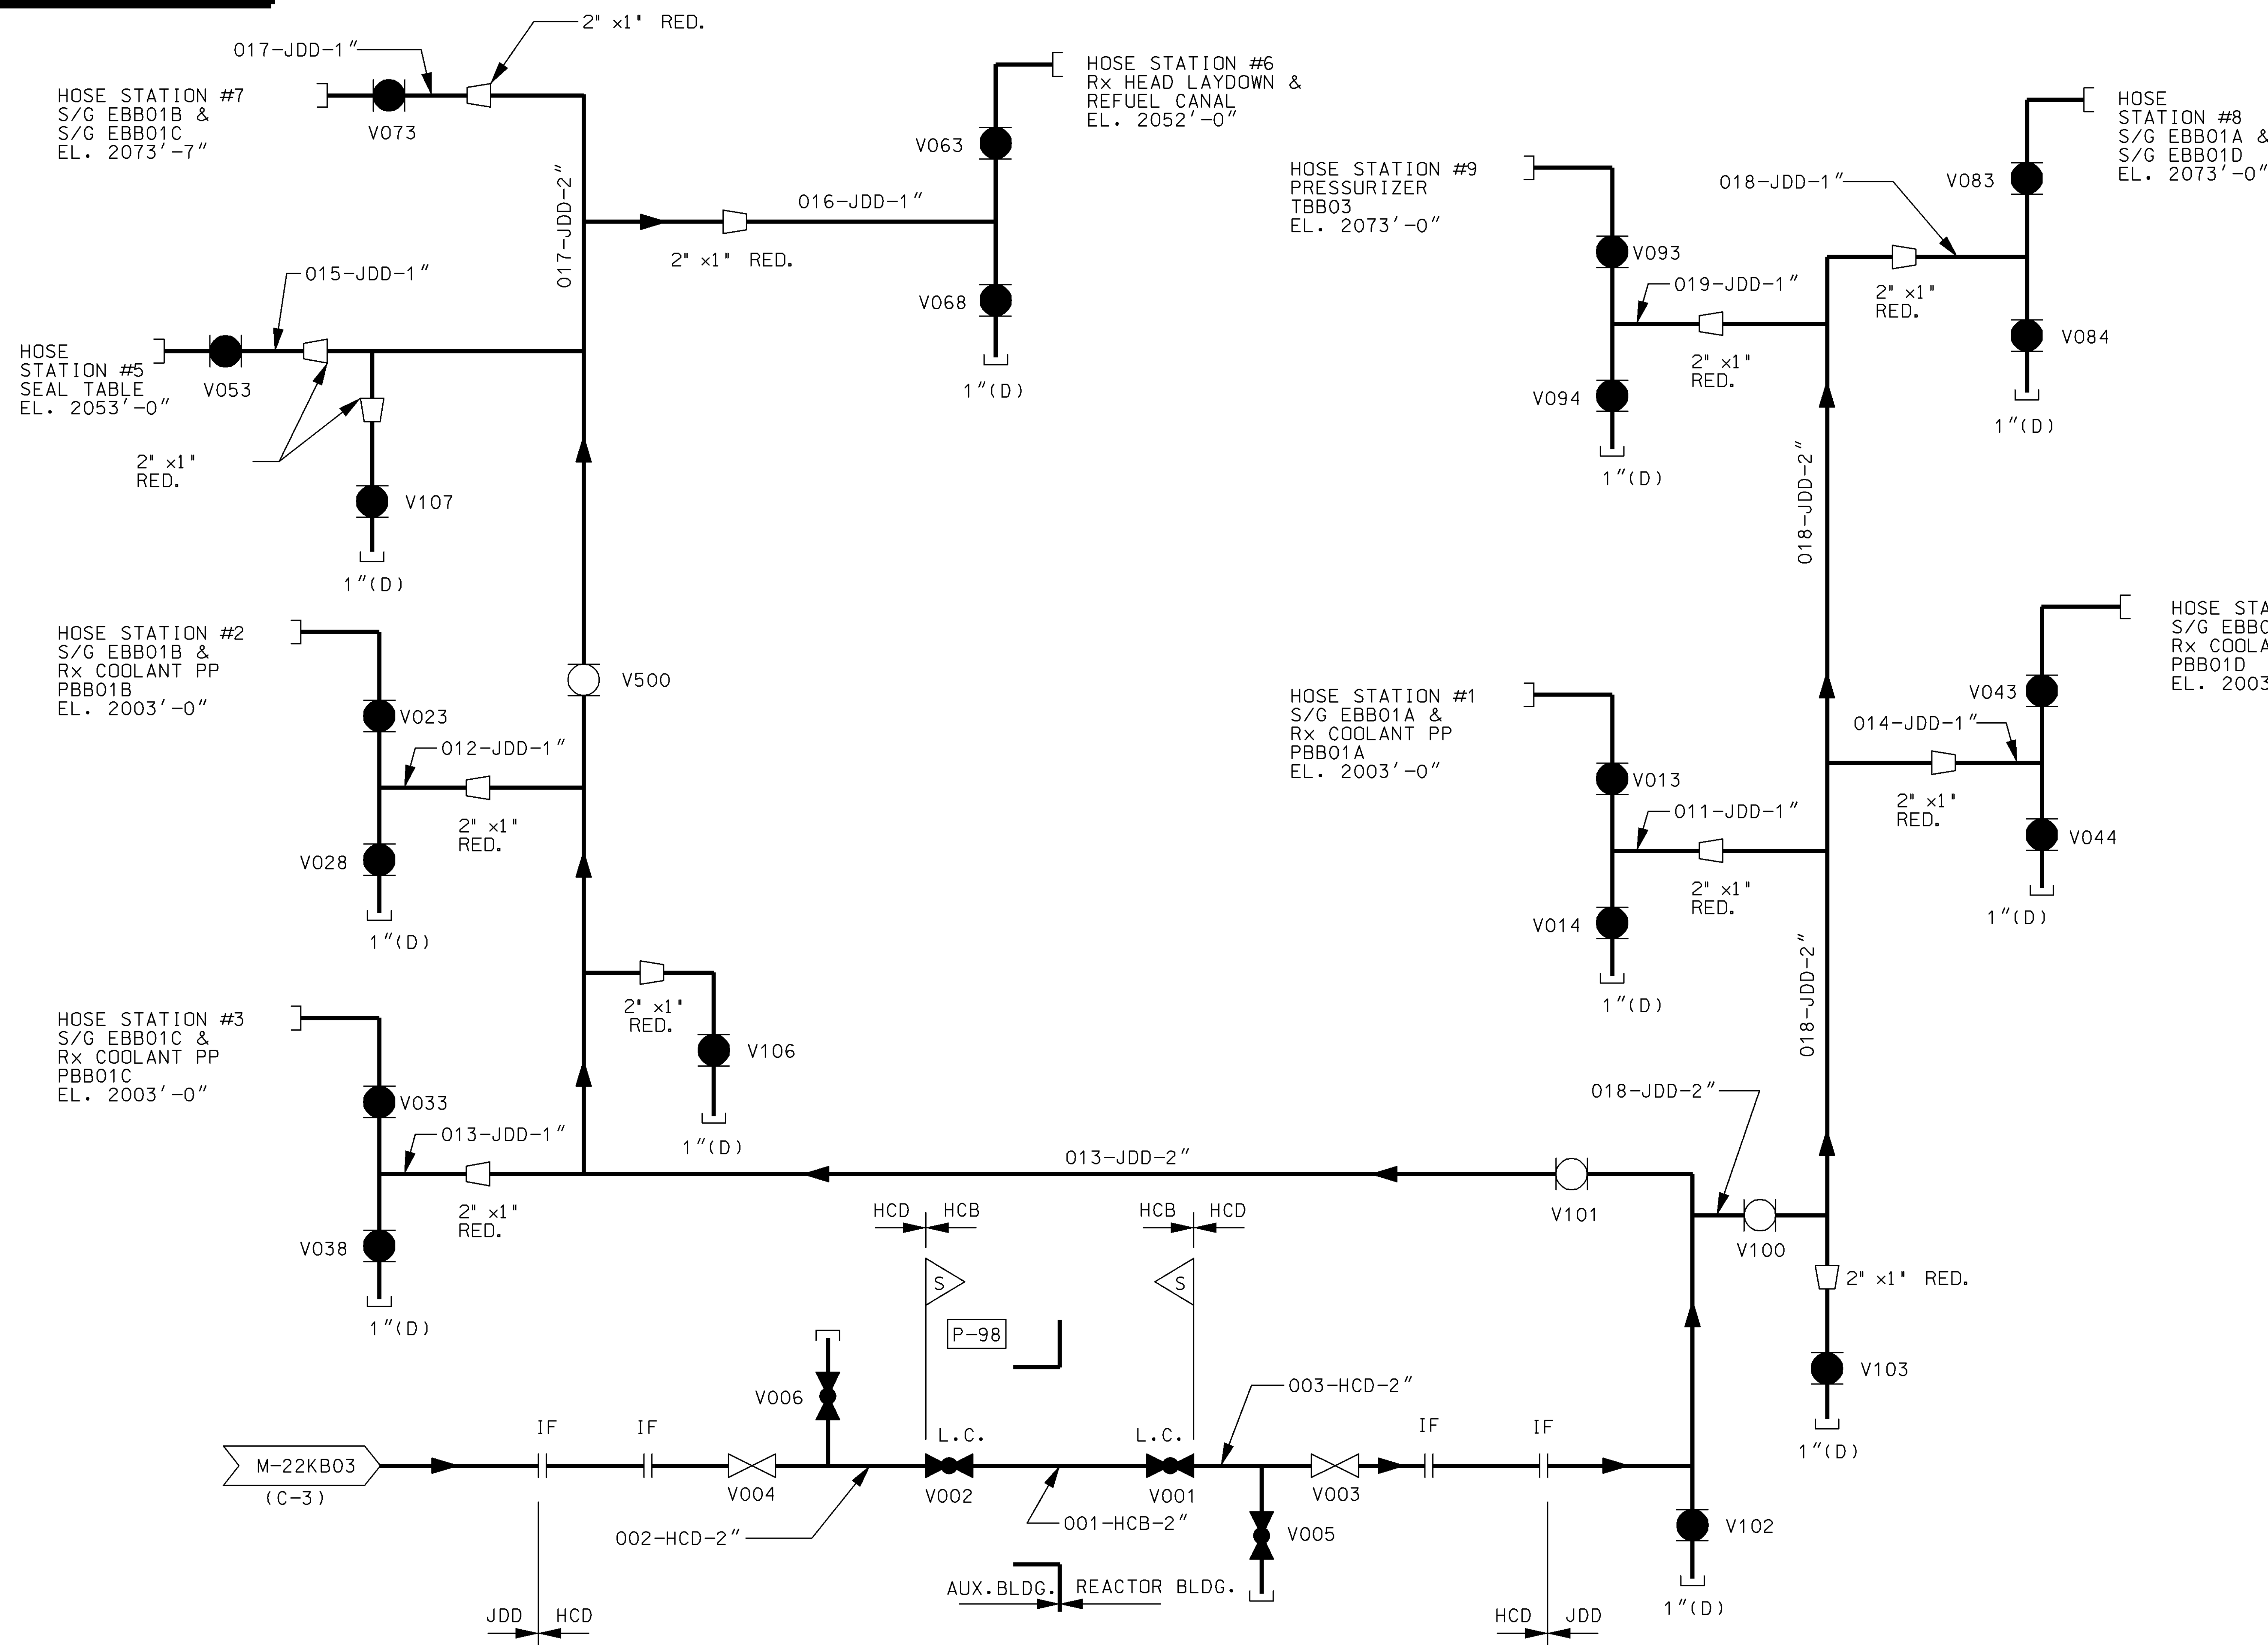 2" x1" RED.
017-JDD-1"
HOSE STATION #7
S/G EBB01B &
S/G EBB01C
EL. 2073'-7"
V073
017-JDD-2"
HOSE STATION #6
Rx HEAD LAYDOWN &
REFUEL CANAL
EL. 2052'-0"
V063
016-JDD-1"
2" x1" RED.
V068
1"(D)
015-JDD-1"
HOSE
STATION #5
SEAL TABLE
EL. 2053'-0"
V053
2" x1"
RED.
V107
1"(D)
HOSE STATION #9
PRESSURIZER
TBB03
EL. 2073'-0"
V093
019-JDD-1"
2" x1"
RED.
V094
1"(D)
HOSE
STATION #8
S/G EBB01A &
S/G EBB01D
EL. 2073'-0"
018-JDD-1"
V083
2" x1"
RED.
V084
1"(D)
018-JDD-2"
HOSE STATION #2
S/G EBB01B &
Rx COOLANT PP
PBB01B
EL. 2003'-0"
V023
012-JDD-1"
2" x1"
RED.
V028
1"(D)
V500
HOSE STATION #1
S/G EBB01A &
Rx COOLANT PP
PBB01A
EL. 2003'-0"
V013
011-JDD-1"
2" x1"
RED.
V014
1"(D)
HOSE STA
S/G EBB0
Rx COOLA
PBB01D
EL. 2003
V043
014-JDD-1"
2" x1"
RED.
V044
1"(D)
018-JDD-2"
HOSE STATION #3
S/G EBB01C &
Rx COOLANT PP
PBB01C
EL. 2003'-0"
V033
013-JDD-1"
2" x1"
RED.
V038
1"(D)
2" x1"
RED.
V106
1"(D)
013-JDD-2"
V101
018-JDD-2"
V100
2" x1" RED.
V103
1"(D)
HCD HCB
HCB HCD
S
S
P-98
V006
L.C.
L.C.
003-HCD-2"
IF
IF
IF
IF
M-22KB03
(C-3)
V004
V002
V001
V003
002-HCD-2"
001-HCB-2"
V005
V102
1"(D)
AUX.BLDG. REACTOR BLDG.
JDD HCD
HCD JDD